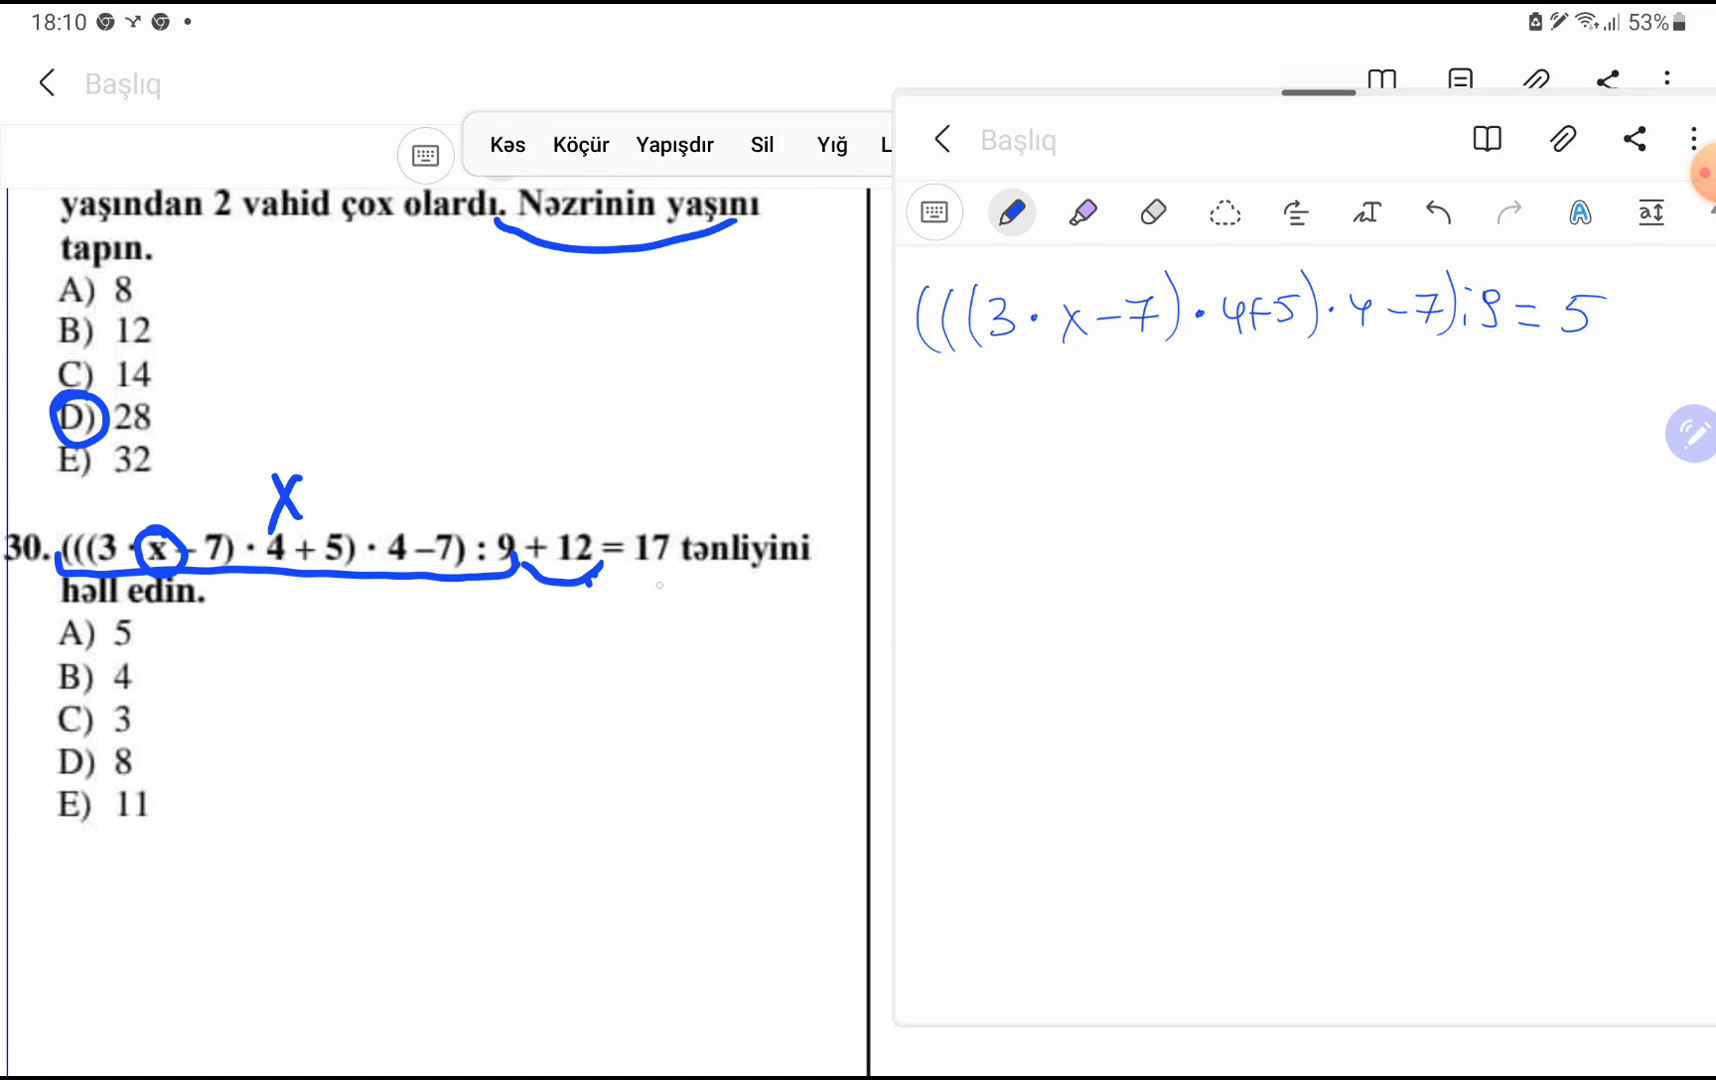 18:10
53%
Başlıq
Kəs Köçür Yapışdır Sil Yığ L
Başlıq
yaşından 2 vahid çox olardı. Nəzrinin yaşını
tapın.
A) 8
B) 12
C) 14
D) 28
E) 32
x
30. (((3 · x – 7) · 4 + 5) · 4 –7) : 9 + 12 = 17 tənliyini
həll edin.
A) 5
B) 4
C) 3
D) 8
E) 11
(((3 · x – 7) · 4+5) · 4 – 7) : 9 = 5